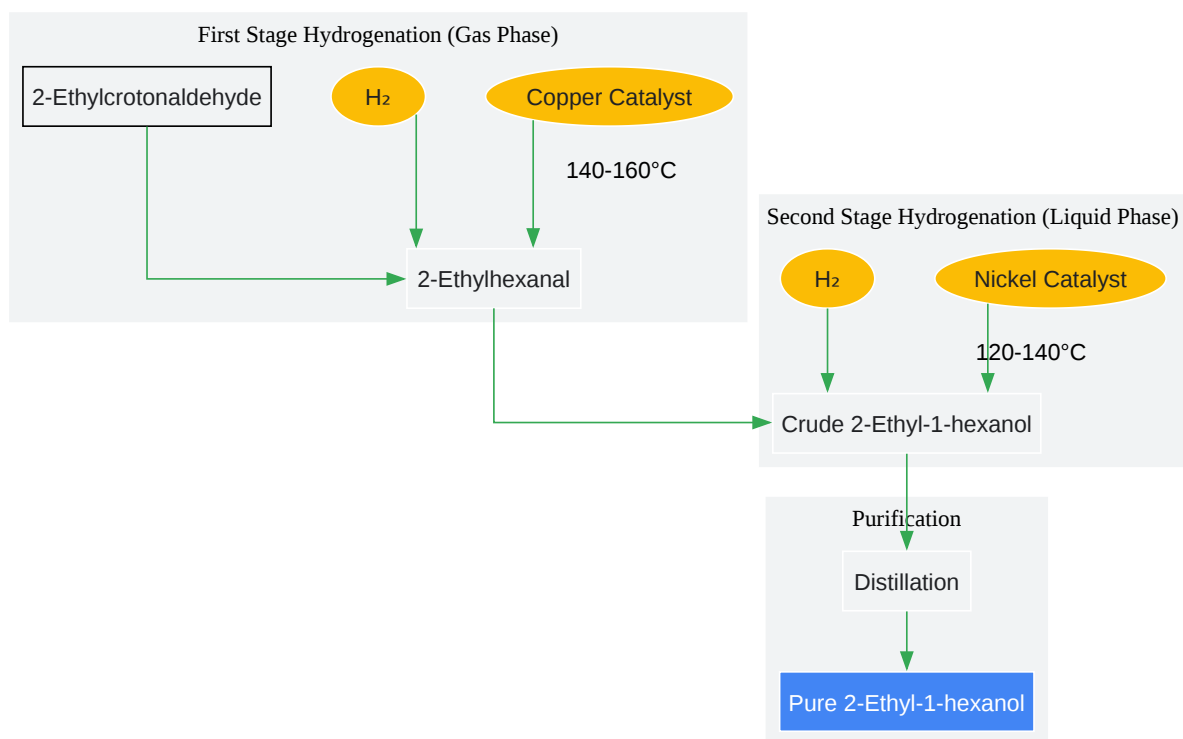 First Stage Hydrogenation (Gas Phase)
2-Ethylcrotonaldehyde
H₂
Copper Catalyst
140-160°C
2-Ethylhexanal
Second Stage Hydrogenation (Liquid Phase)
H₂
Nickel Catalyst
120-140°C
Crude 2-Ethyl-1-hexanol
Purification
Distillation
Pure 2-Ethyl-1-hexanol